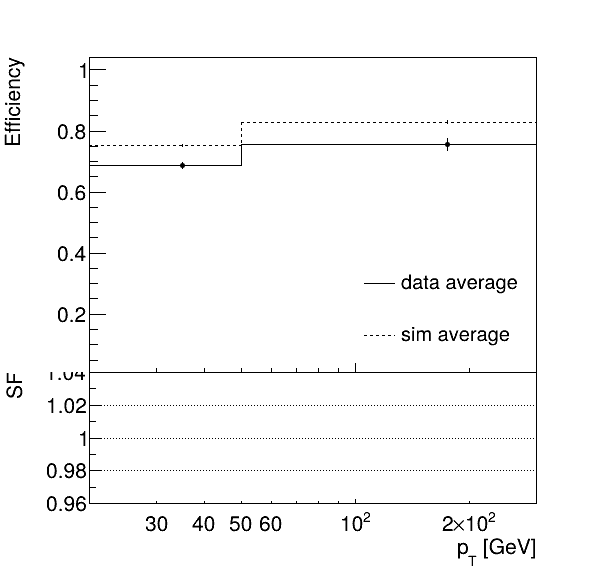 Efficiency
1
0.8
0.6
0.4
0.2
data average
sim average
SF
1.04
1.02
1
0.98
0.96
30 40 50 60 10² 2×10²
p_T [GeV]